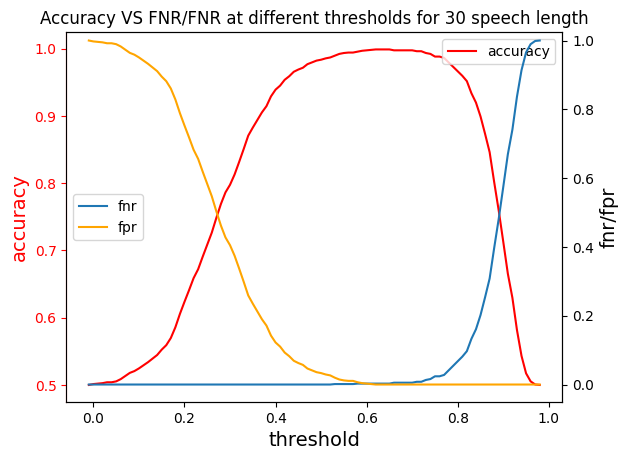 Accuracy VS FNR/FNR at different thresholds for 30 speech length
accuracy
1.0
0.9
0.8
0.7
0.6
0.5
accuracy
fnr
fpr
1.0
0.8
0.6
0.4
0.2
0.0
fnr/fpr
0.0 0.2 0.4 0.6 0.8 1.0
threshold